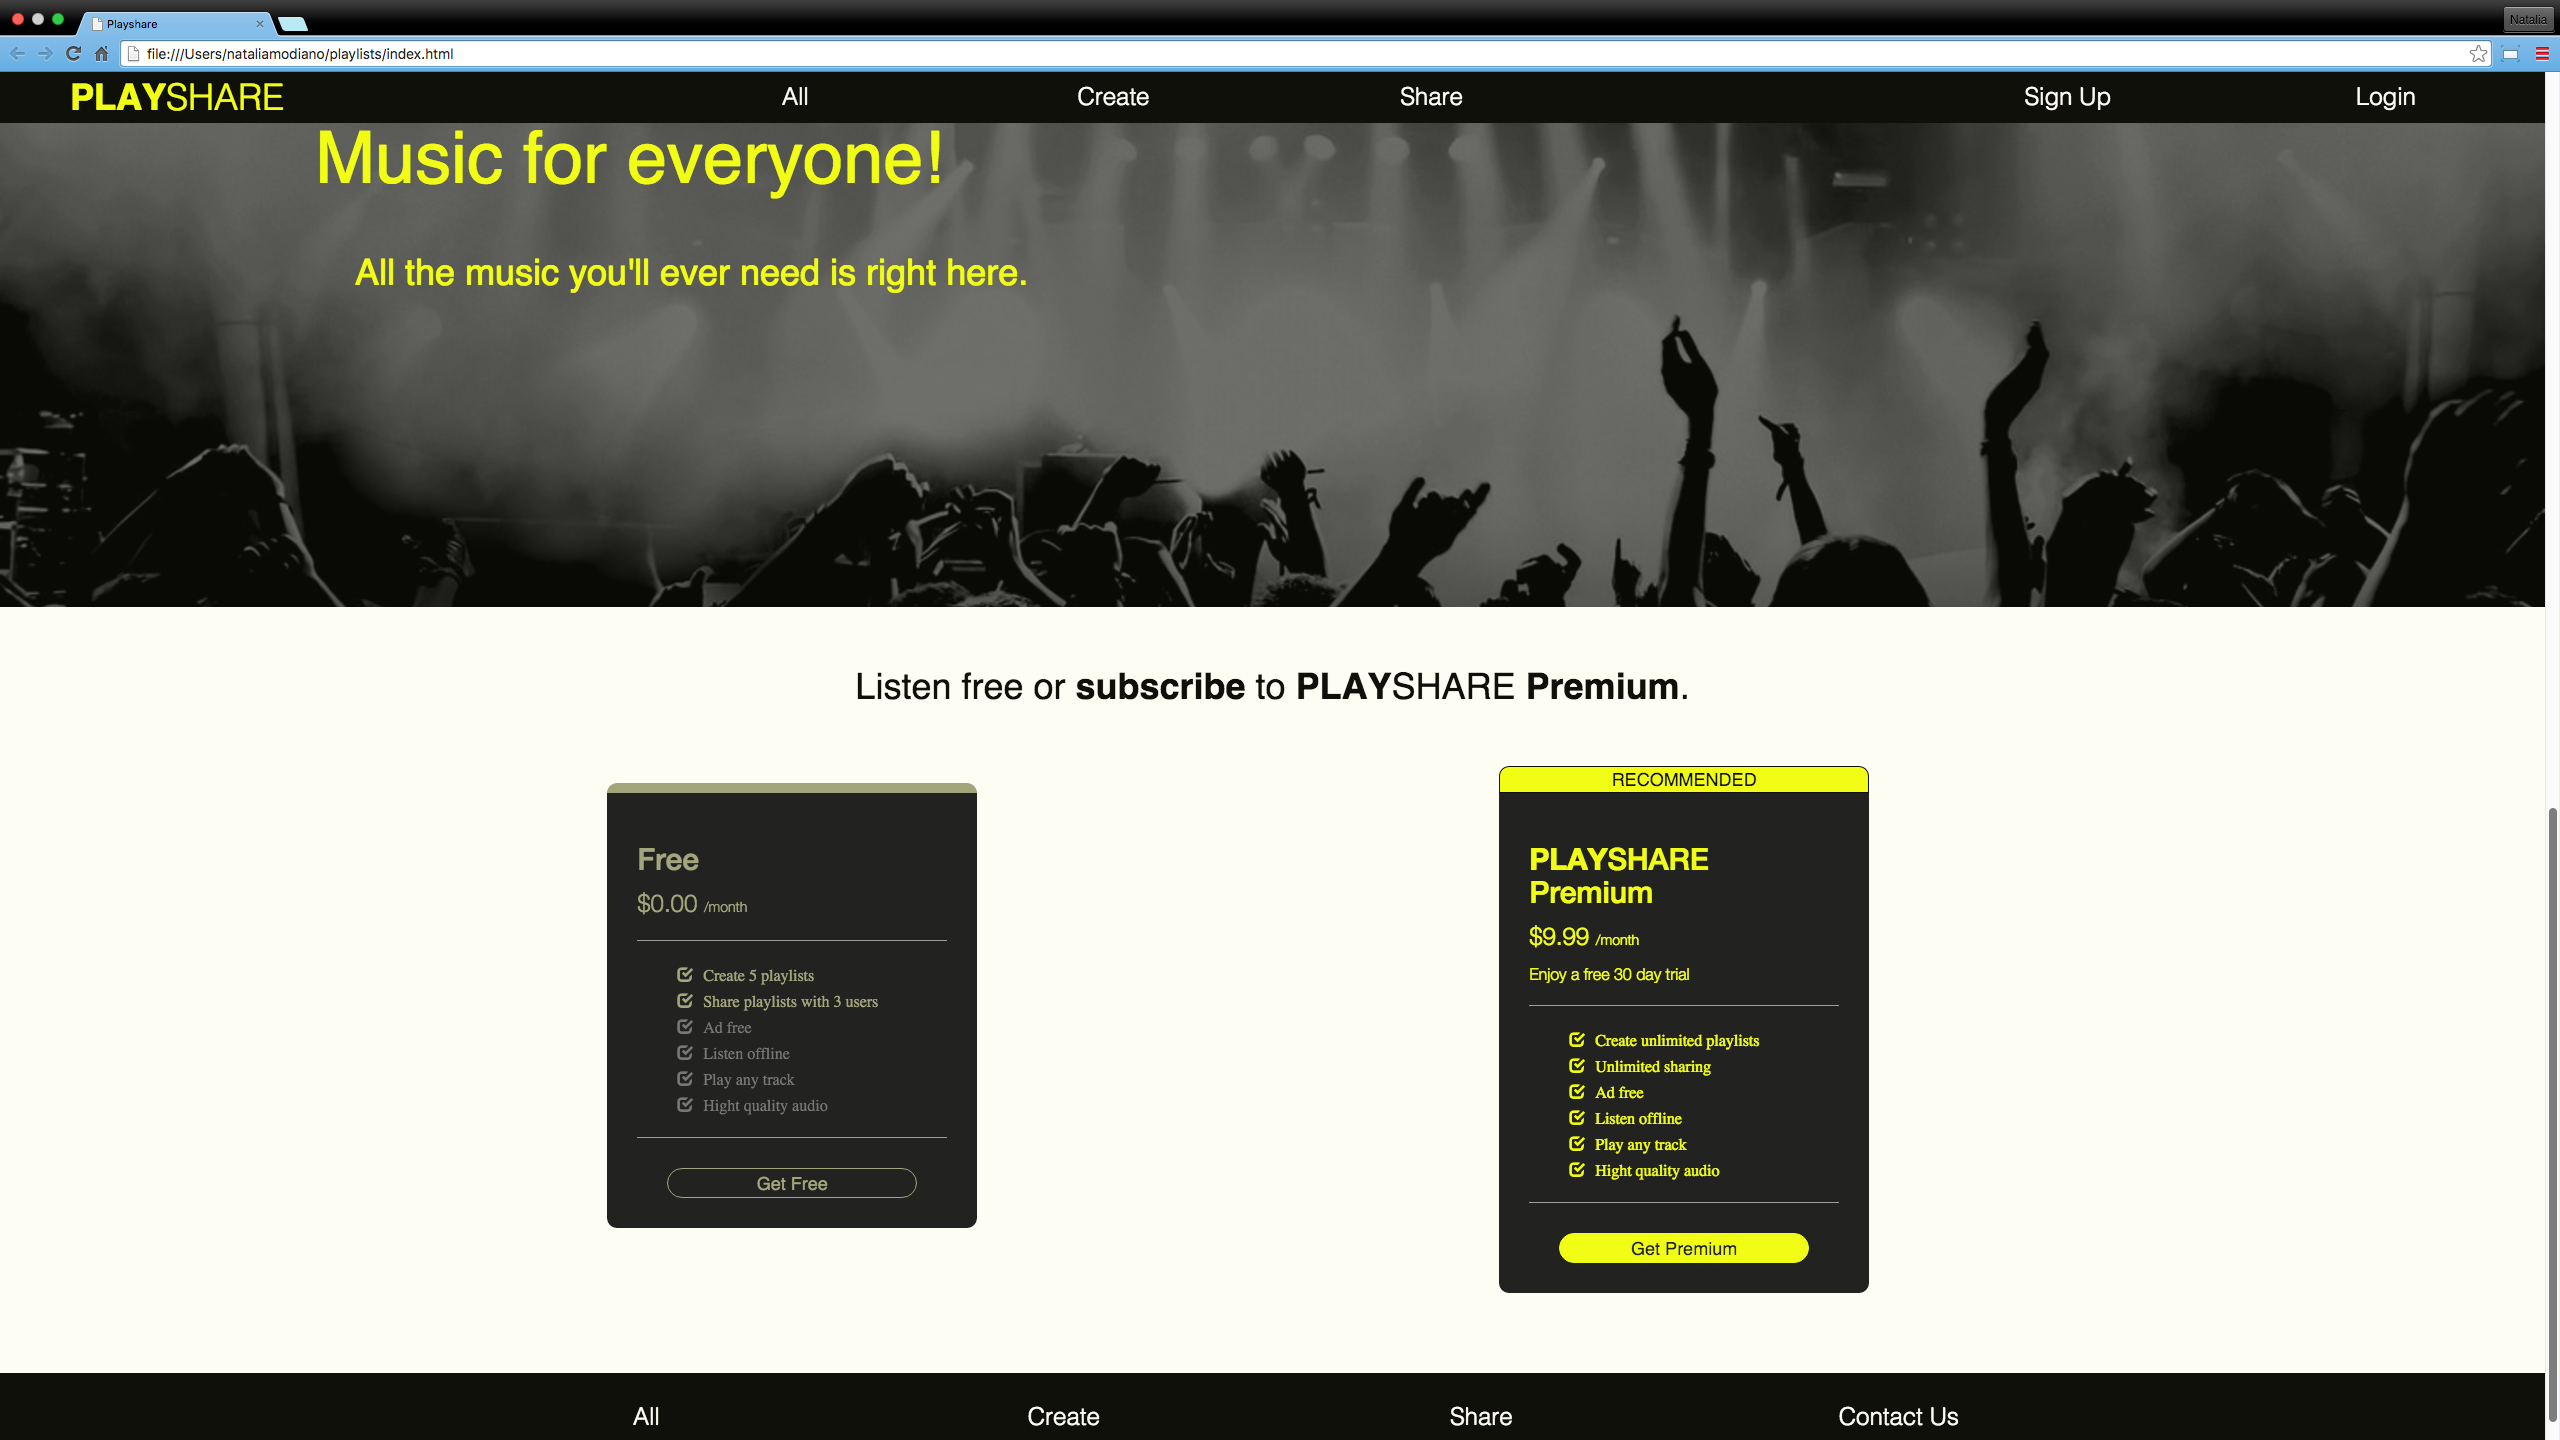 Playshare
Natalia
file:///Users/nataliamodiano/playlists/index.html
PLAYSHARE All Create Share Sign Up Login
Music for everyone!
All the music you'll ever need is right here.
Listen free or subscribe to PLAYSHARE Premium.
Free
$0.00 /month
Create 5 playlists
Share playlists with 3 users
Ad free
Listen offline
Play any track
Hight quality audio
Get Free
RECOMMENDED
PLAYSHARE
Premium
$9.99 /month
Enjoy a free 30 day trial
Create unlimited playlists
Unlimited sharing
Ad free
Listen offline
Play any track
Hight quality audio
Get Premium
All Create Share Contact Us